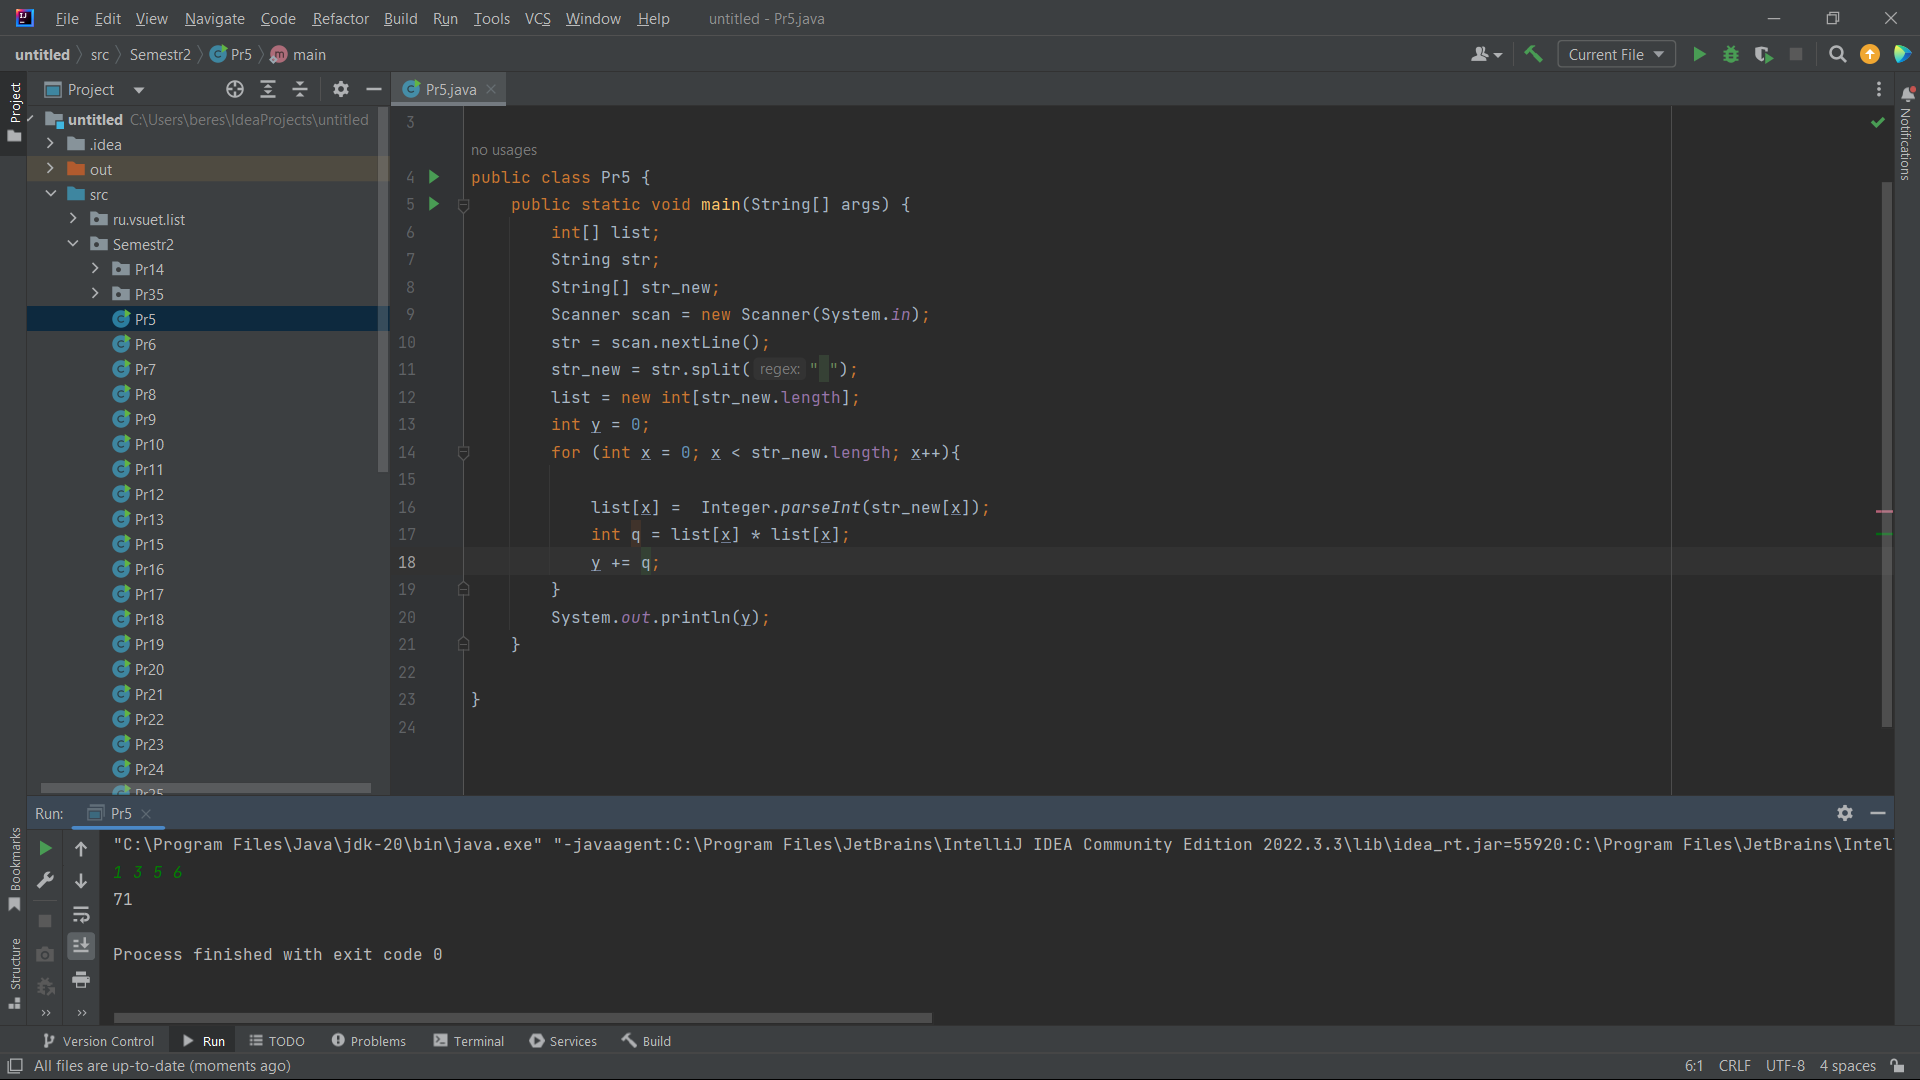 File Edit View Navigate Code Refactor Build Run Tools VCS Window Help untitled - Pr5.java
untitled src Semestr2 Pr5 main Current File
Project
Project
untitled C:\Users\beres\IdeaProjects\untitled
.idea
out
src
ru.vsuet.list
Semestr2
Pr14
Pr35
Pr5
Pr6
Pr7
Pr8
Pr9
Pr10
Pr11
Pr12
Pr13
Pr15
Pr16
Pr17
Pr18
Pr19
Pr20
Pr21
Pr22
Pr23
Pr24
Pr25
Pr5.java
Notifications
3
no usages
4 public class Pr5 {
5 public static void main(String[] args) {
6 int[] list;
7 String str;
8 String[] str_new;
9 Scanner scan = new Scanner(System.in);
10 str = scan.nextLine();
11 str_new = str.split( regex: " ");
12 list = new int[str_new.length];
13 int y = 0;
14 for (int x = 0; x < str_new.length; x++){
15
16 list[x] =  Integer.parseInt(str_new[x]);
17 int q = list[x] * list[x];
18 y += q;
19 }
20 System.out.println(y);
21 }
22
23 }
24
Run: Pr5
Bookmarks
Structure
"C:\Program Files\Java\jdk-20\bin\java.exe" "-javaagent:C:\Program Files\JetBrains\IntelliJ IDEA Community Edition 2022.3.3\lib\idea_rt.jar=55920:C:\Program Files\JetBrains\Intel
1 3 5 6
71
Process finished with exit code 0
Version Control Run TODO Problems Terminal Services Build
All files are up-to-date (moments ago) 6:1 CRLF UTF-8 4 spaces